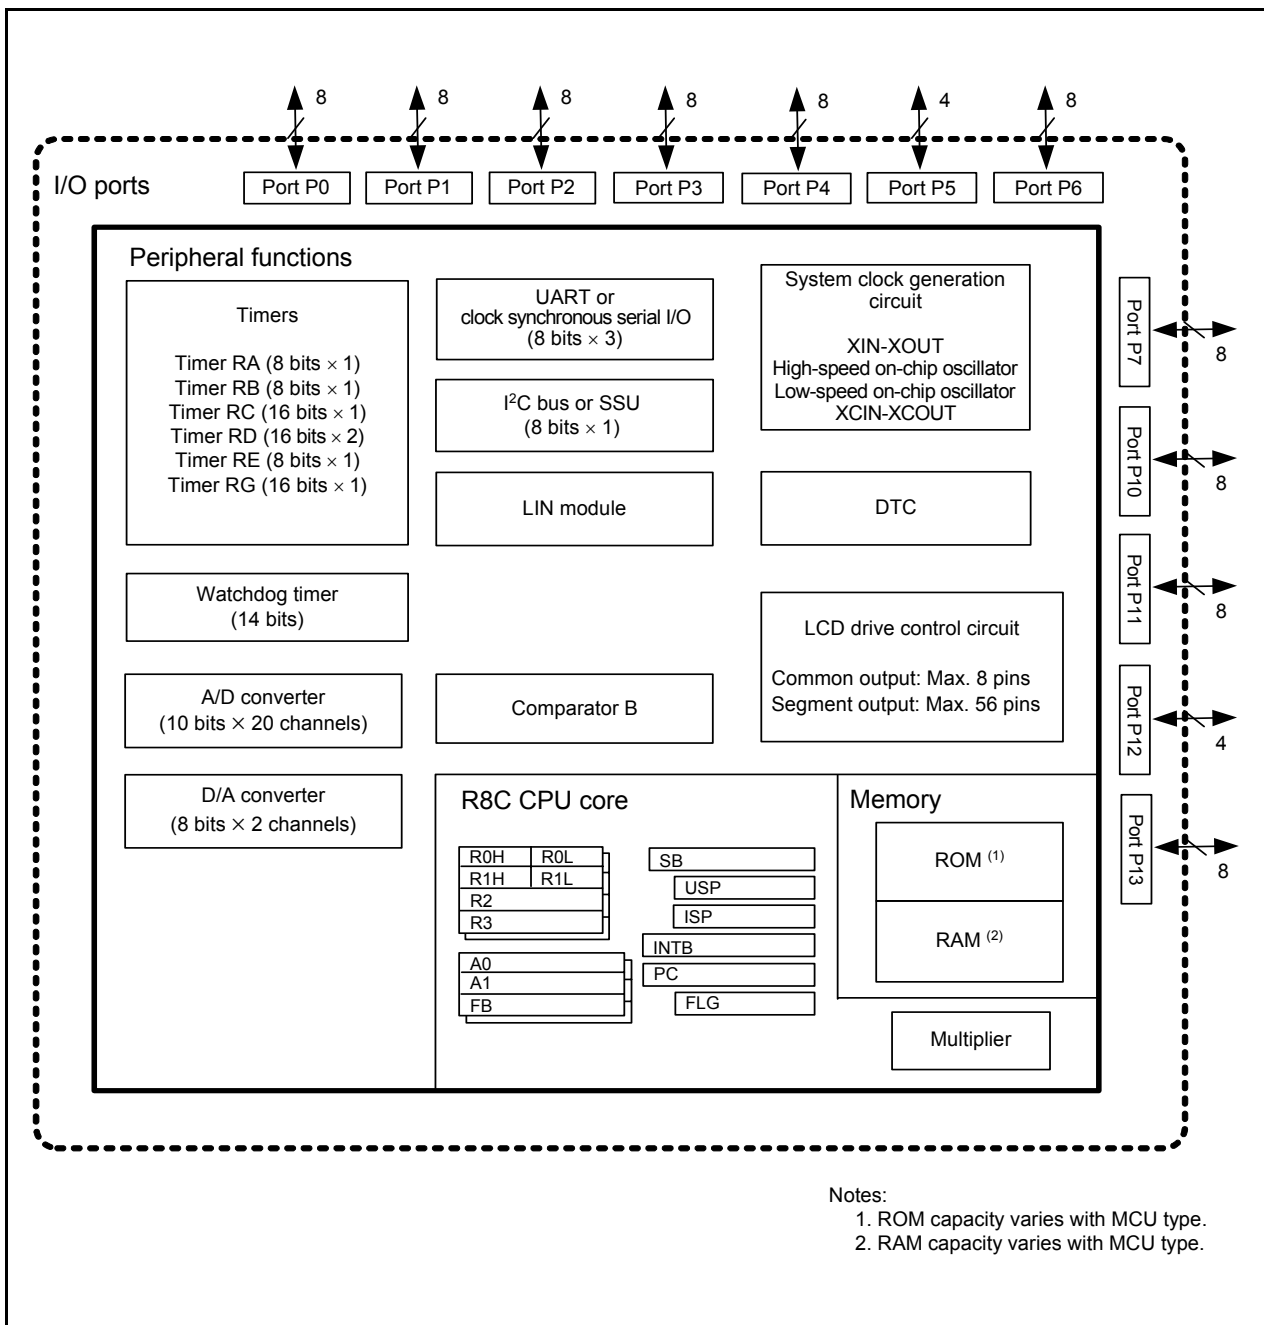 8
8
8
8
8
4
8
I/O ports
Port P0
Port P1
Port P2
Port P3
Port P4
Port P5
Port P6
Peripheral functions
Timers
Timer RA (8 bits × 1)
Timer RB (8 bits × 1)
Timer RC (16 bits × 1)
Timer RD (16 bits × 2)
Timer RE (8 bits × 1)
Timer RG (16 bits × 1)
UART or
clock synchronous serial I/O
(8 bits × 3)
I²C bus or SSU
(8 bits × 1)
LIN module
System clock generation
circuit
XIN-XOUT
High-speed on-chip oscillator
Low-speed on-chip oscillator
XCIN-XCOUT
DTC
Watchdog timer
(14 bits)
A/D converter
(10 bits × 20 channels)
D/A converter
(8 bits × 2 channels)
Comparator B
LCD drive control circuit
Common output: Max. 8 pins
Segment output: Max. 56 pins
R8C CPU core
R0H
R0L
R1H
R1L
R2
R3
A0
A1
FB
SB
USP
ISP
INTB
PC
FLG
Memory
ROM (1)
RAM (2)
Multiplier
Port P7
8
Port P10
8
Port P11
8
Port P12
4
Port P13
8
Notes:
1. ROM capacity varies with MCU type.
2. RAM capacity varies with MCU type.